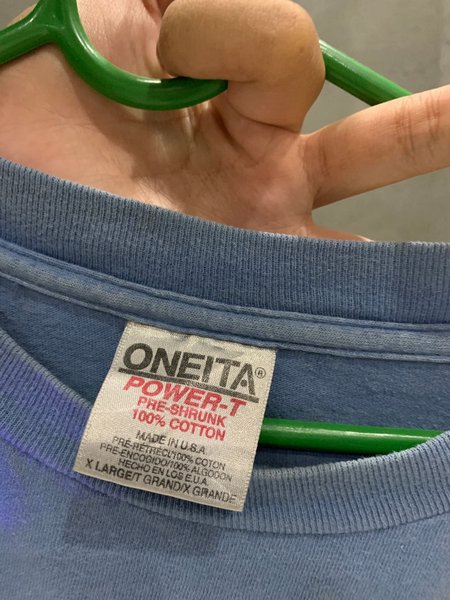 ONEITA®
POWER-T
PRE-SHRUNK
100% COTTON
MADE IN U.S.A
PRE-RETRECI,/100% COTON
PRE-ENCOGIDO/100% ALGODON
HECHO EN LOS E.U.A.
X LARGE/T GRAND/X GRANDE